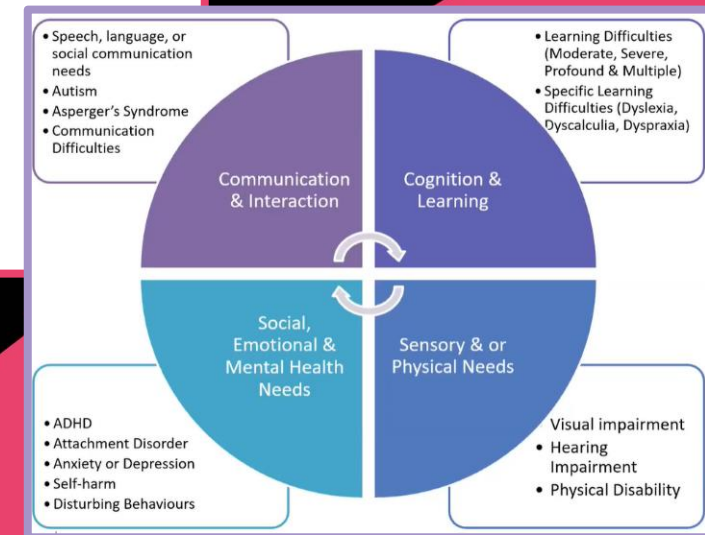 • Speech, language, or
social communication
needs
• Autism
• Asperger's Syndrome
• Communication
Difficulties
• Learning Difficulties
(Moderate, Severe,
Profound & Multiple)
• Specific Learning
Difficulties (Dyslexia,
Dyscalculia, Dyspraxia)
Communication
& Interaction
Cognition &
Learning
Social,
Emotional &
Mental Health
Needs
Sensory & or
Physical Needs
• ADHD
• Attachment Disorder
• Anxiety or Depression
• Self-harm
• Disturbing Behaviours
Visual impairment
• Hearing
Impairment
• Physical Disability